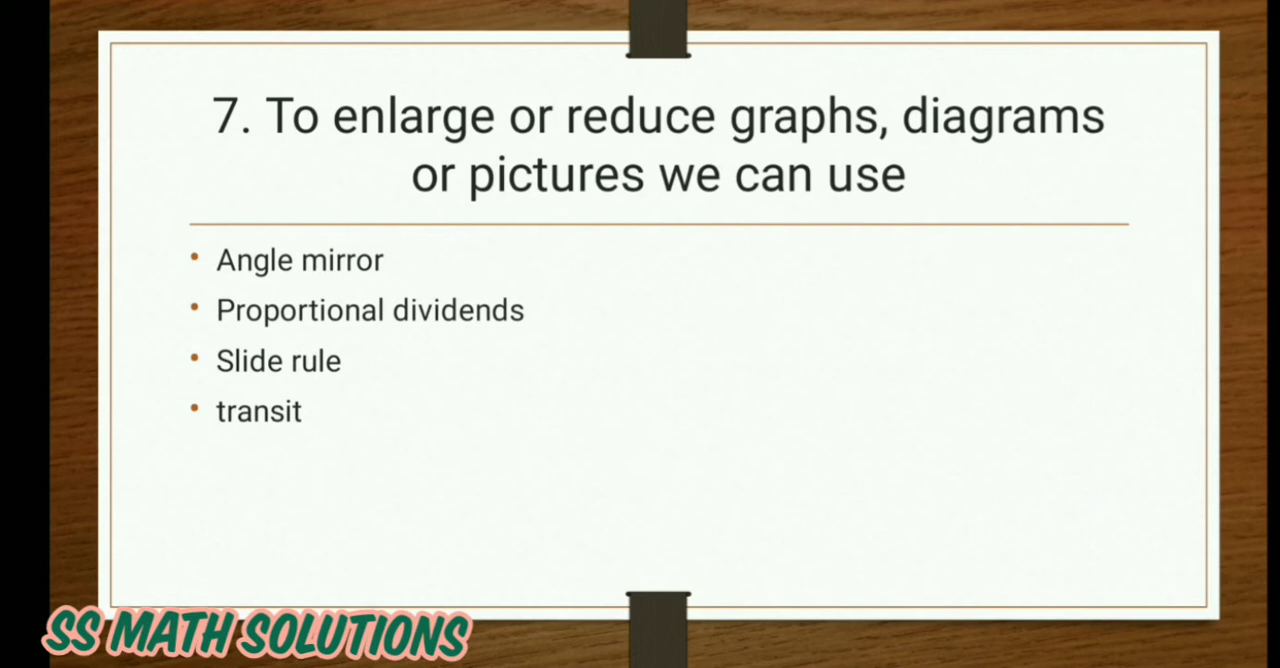 7. To enlarge or reduce graphs, diagrams
or pictures we can use
• Angle mirror
• Proportional dividends
• Slide rule
• transit
SS MATH SOLUTIONS